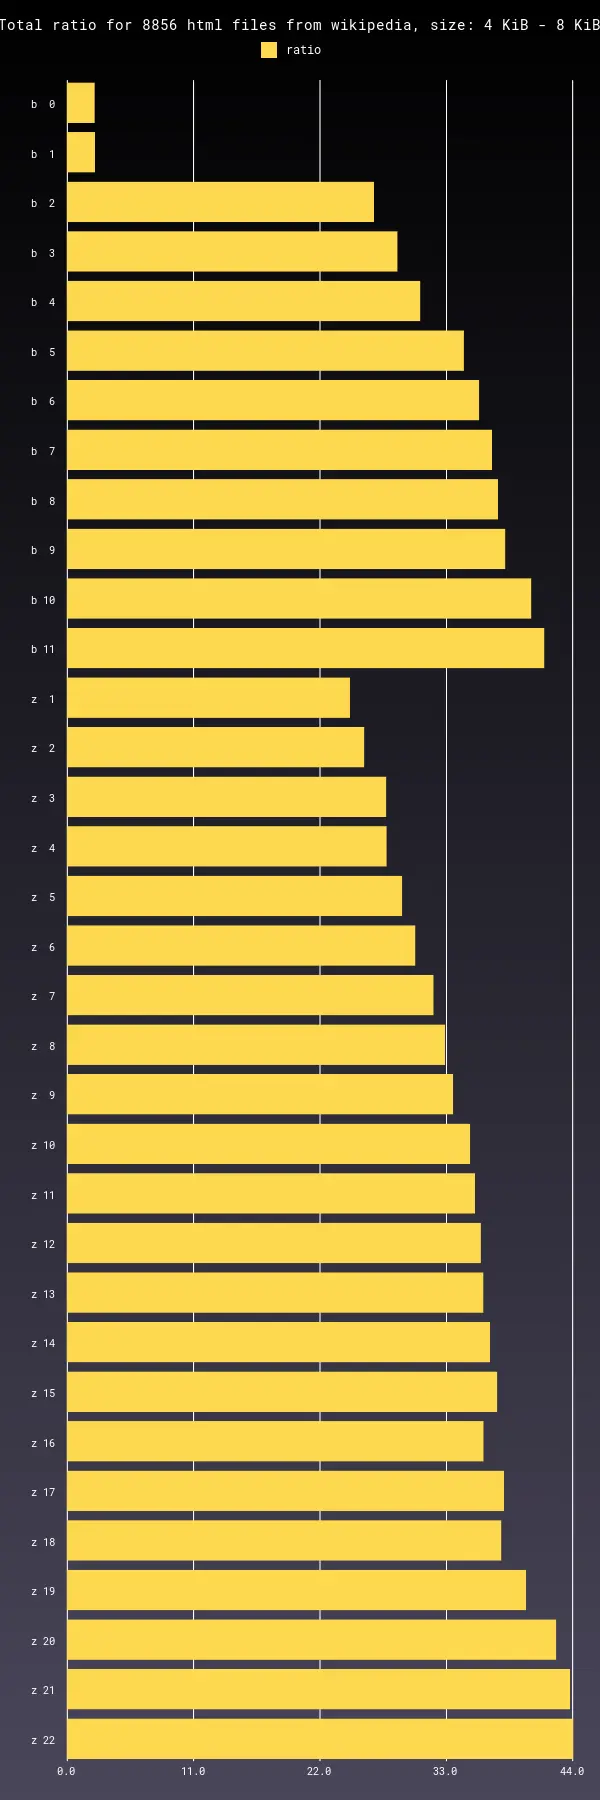 Total ratio for 8856 html files from wikipedia, size: 4 KiB - 8 KiB
ratio
b  0
b  1
b  2
b  3
b  4
b  5
b  6
b  7
b  8
b  9
b 10
b 11
z  1
z  2
z  3
z  4
z  5
z  6
z  7
z  8
z  9
z 10
z 11
z 12
z 13
z 14
z 15
z 16
z 17
z 18
z 19
z 20
z 21
z 22
0.0 11.0 22.0 33.0 44.0